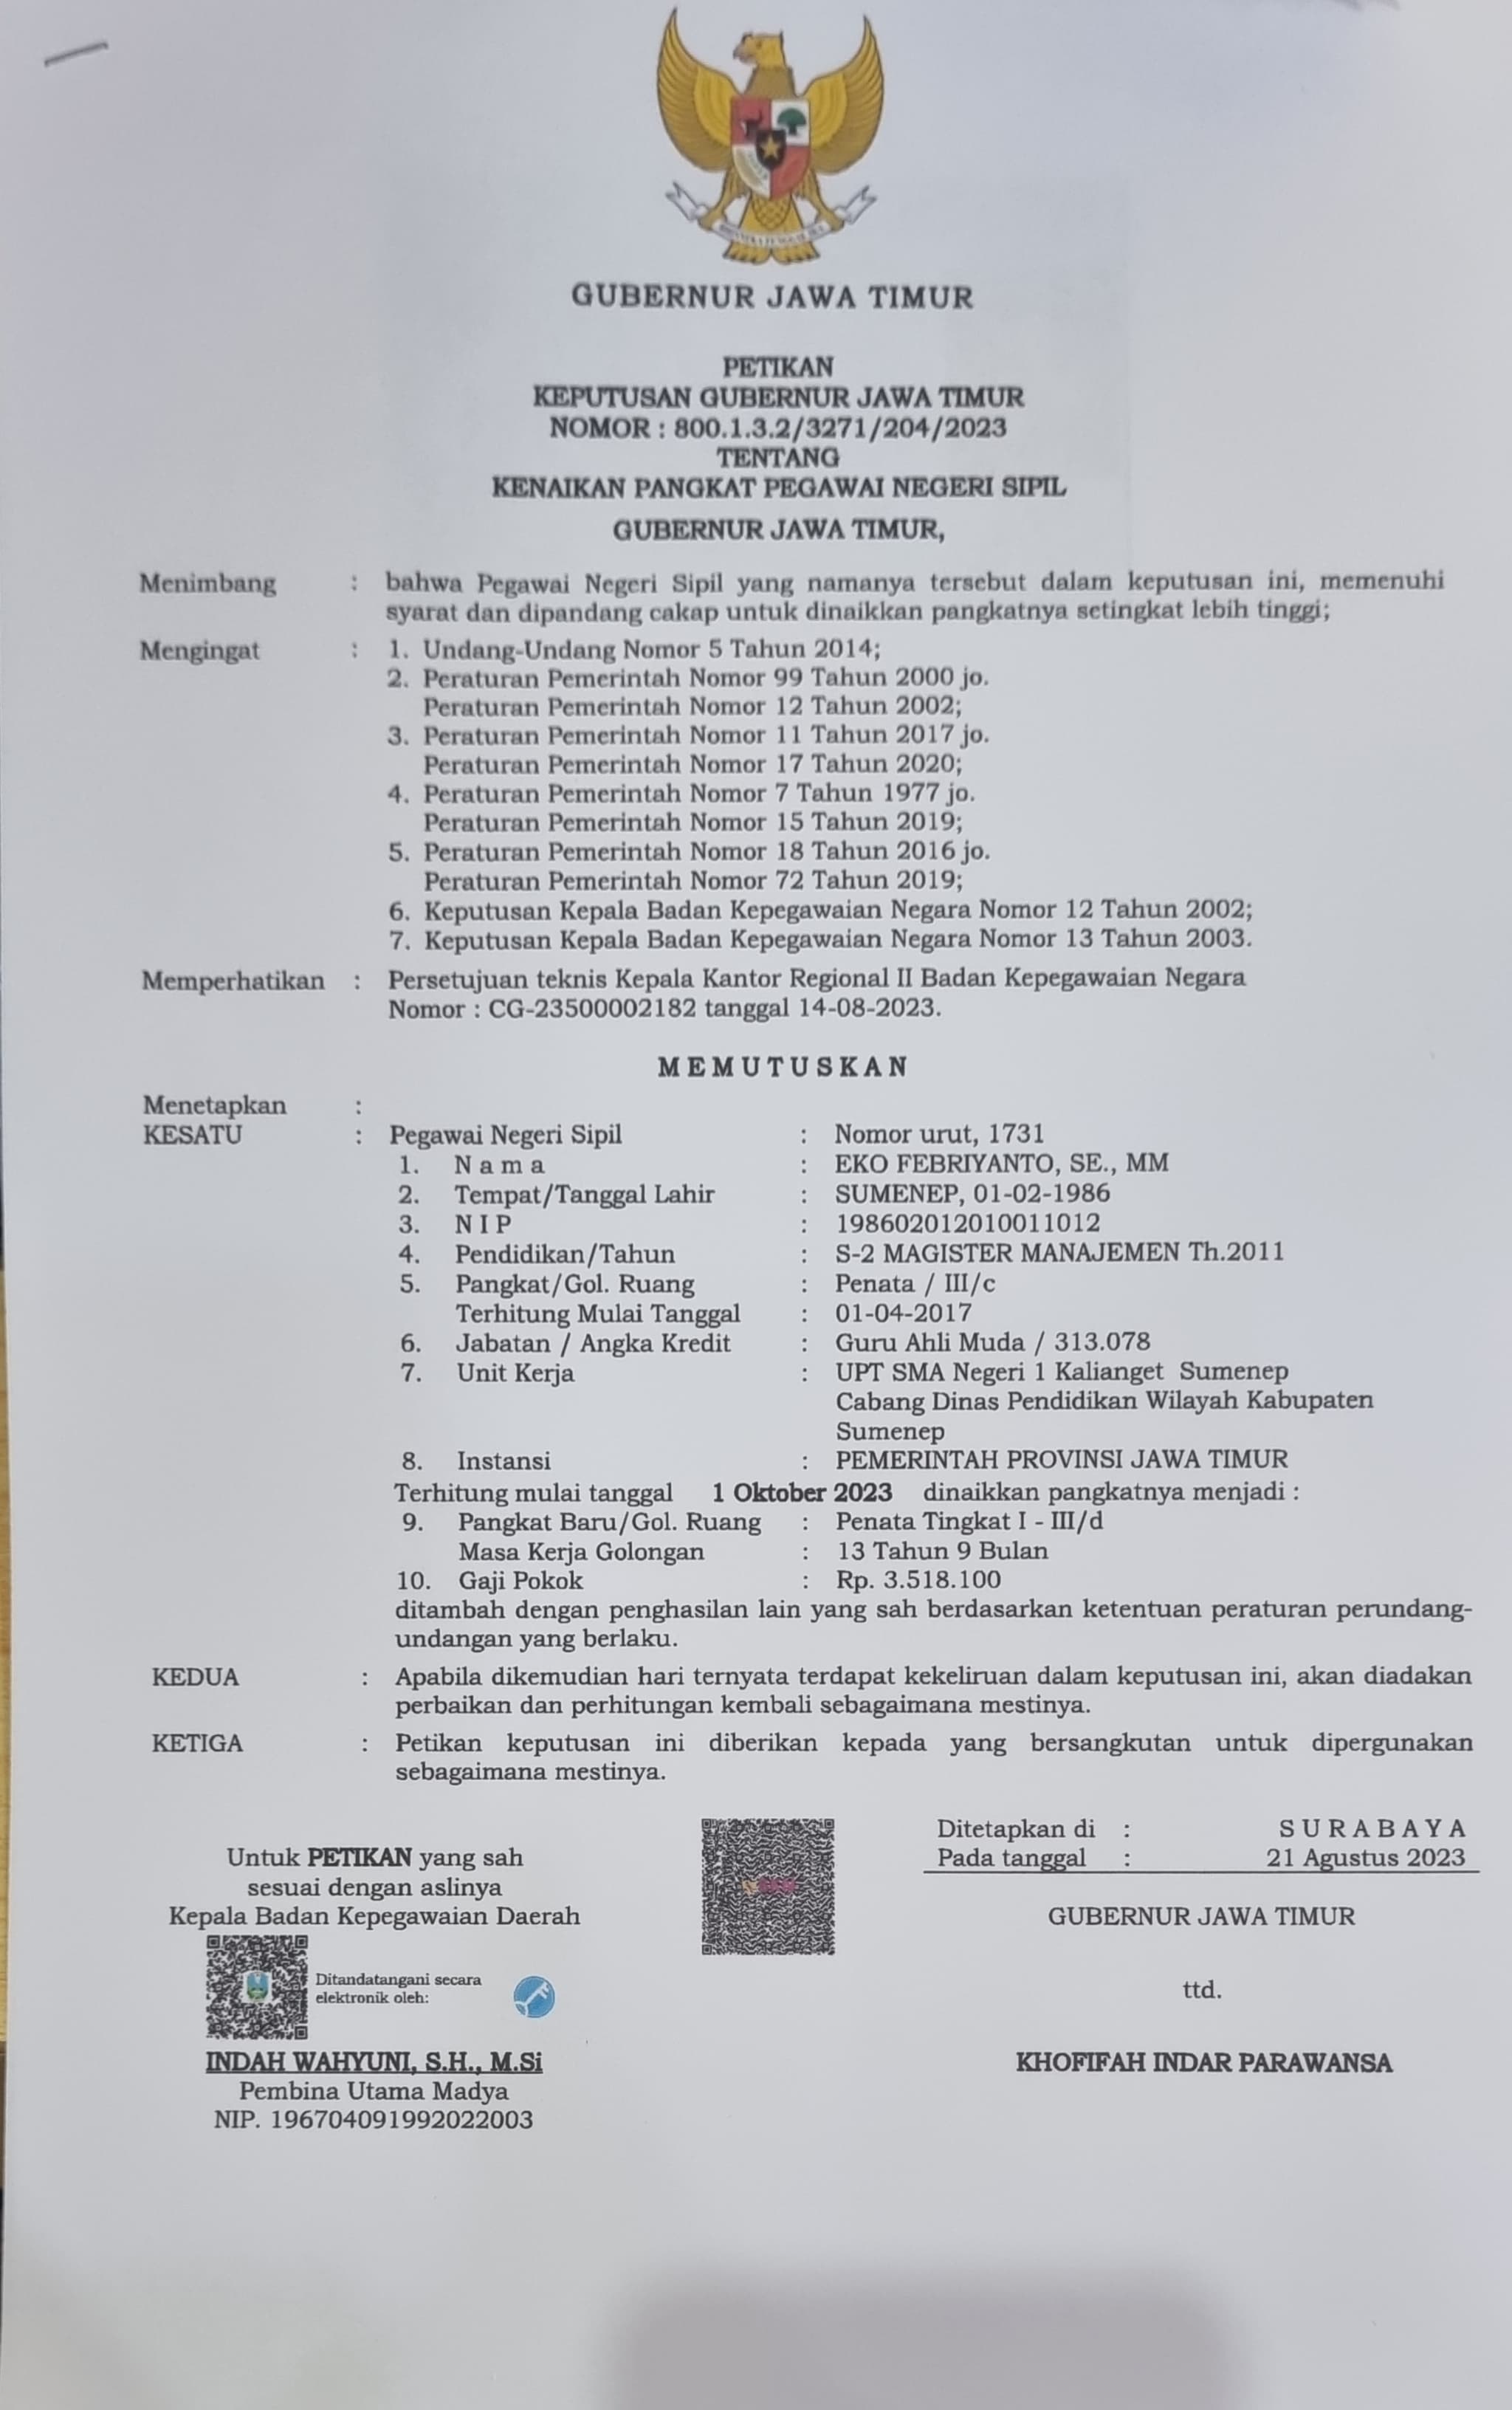 GUBERNUR JAWA TIMUR
PETIKAN
KEPUTUSAN GUBERNUR JAWA TIMUR
NOMOR : 800.1.3.2/3271/204/2023
TENTANG
KENAIKAN PANGKAT PEGAWAI NEGERI SIPIL
GUBERNUR JAWA TIMUR,
Menimbang : bahwa Pegawai Negeri Sipil yang namanya tersebut dalam keputusan ini, memenuhi
syarat dan dipandang cakap untuk dinaikkan pangkatnya setingkat lebih tinggi;
Mengingat : 1. Undang-Undang Nomor 5 Tahun 2014;
2. Peraturan Pemerintah Nomor 99 Tahun 2000 jo.
Peraturan Pemerintah Nomor 12 Tahun 2002;
3. Peraturan Pemerintah Nomor 11 Tahun 2017 jo.
Peraturan Pemerintah Nomor 17 Tahun 2020;
4. Peraturan Pemerintah Nomor 7 Tahun 1977 jo.
Peraturan Pemerintah Nomor 15 Tahun 2019;
5. Peraturan Pemerintah Nomor 18 Tahun 2016 jo.
Peraturan Pemerintah Nomor 72 Tahun 2019;
6. Keputusan Kepala Badan Kepegawaian Negara Nomor 12 Tahun 2002;
7. Keputusan Kepala Badan Kepegawaian Negara Nomor 13 Tahun 2003.
Memperhatikan : Persetujuan teknis Kepala Kantor Regional II Badan Kepegawaian Negara
Nomor : CG-23500002182 tanggal 14-08-2023.
M E M U T U S K A N
Menetapkan :
KESATU : Pegawai Negeri Sipil : Nomor urut, 1731
1. N a m a : EKO FEBRIYANTO, SE., MM
2. Tempat/Tanggal Lahir : SUMENEP, 01-02-1986
3. N I P : 198602012010011012
4. Pendidikan/Tahun : S-2 MAGISTER MANAJEMEN Th.2011
5. Pangkat/Gol. Ruang : Penata / III/c
Terhitung Mulai Tanggal : 01-04-2017
6. Jabatan / Angka Kredit : Guru Ahli Muda / 313.078
7. Unit Kerja : UPT SMA Negeri 1 Kalianget Sumenep
Cabang Dinas Pendidikan Wilayah Kabupaten
Sumenep
8. Instansi : PEMERINTAH PROVINSI JAWA TIMUR
Terhitung mulai tanggal 1 Oktober 2023 dinaikkan pangkatnya menjadi :
9. Pangkat Baru/Gol. Ruang : Penata Tingkat I - III/d
Masa Kerja Golongan : 13 Tahun 9 Bulan
10. Gaji Pokok : Rp. 3.518.100
ditambah dengan penghasilan lain yang sah berdasarkan ketentuan peraturan perundang-
undangan yang berlaku.
KEDUA : Apabila dikemudian hari ternyata terdapat kekeliruan dalam keputusan ini, akan diadakan
perbaikan dan perhitungan kembali sebagaimana mestinya.
KETIGA : Petikan keputusan ini diberikan kepada yang bersangkutan untuk dipergunakan
sebagaimana mestinya.
Untuk PETIKAN yang sah
sesuai dengan aslinya
Kepala Badan Kepegawaian Daerah
Ditandatangani secara
elektronik oleh:
INDAH WAHYUNI, S.H., M.Si
Pembina Utama Madya
NIP. 196704091992022003
Ditetapkan di : S U R A B A Y A
Pada tanggal : 21 Agustus 2023
GUBERNUR JAWA TIMUR
ttd.
KHOFIFAH INDAR PARAWANSA